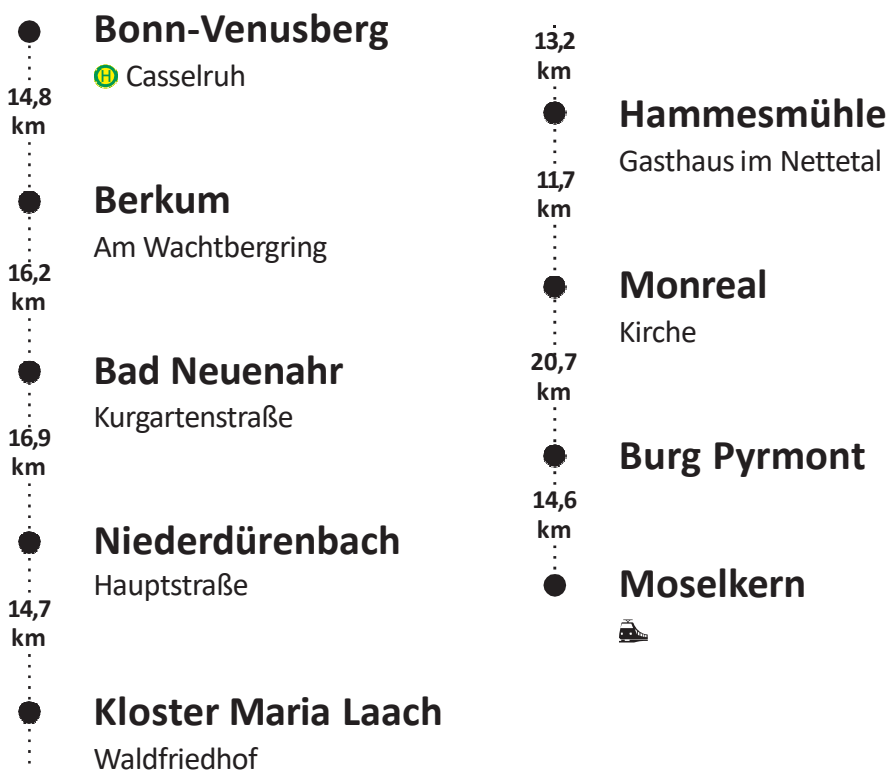 Bonn-Venusberg
H Casselruh
14,8
km
Berkum
Am Wachtbergring
16,2
km
Bad Neuenahr
Kurgartenstraße
16,9
km
Niederdürenbach
Hauptstraße
14,7
km
Kloster Maria Laach
Waldfriedhof
13,2
km
Hammesmühle
Gasthaus im Nettetal
11,7
km
Monreal
Kirche
20,7
km
Burg Pyrmont
14,6
km
Moselkern